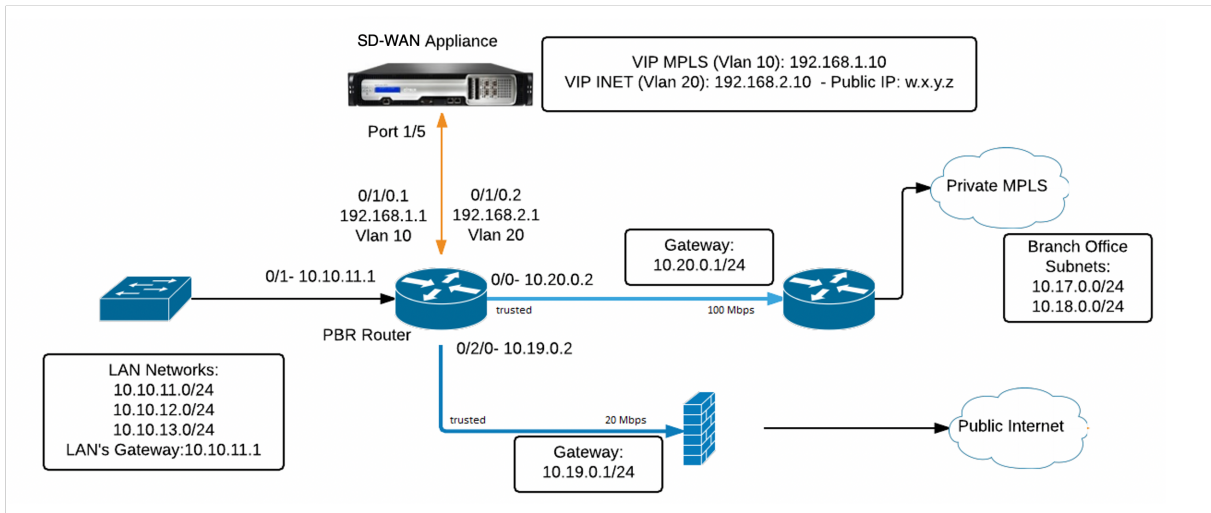 SD-WAN Appliance
VIP MPLS (Vlan 10): 192.168.1.10
VIP INET (Vlan 20): 192.168.2.10 - Public IP: w.x.y.z
Port 1/5
0/1/0.1
192.168.1.1
Vlan 10
0/1/0.2
192.168.2.1
Vlan 20
Private MPLS
Gateway:
10.20.0.1/24
Branch Office
Subnets:
10.17.0.0/24
10.18.0.0/24
0/1- 10.10.11.1
0/0- 10.20.0.2
trusted
100 Mbps
PBR Router
0/2/0- 10.19.0.2
LAN Networks:
10.10.11.0/24
10.10.12.0/24
10.10.13.0/24
LAN's Gateway:10.10.11.1
trusted
20 Mbps
Public Internet
Gateway:
10.19.0.1/24